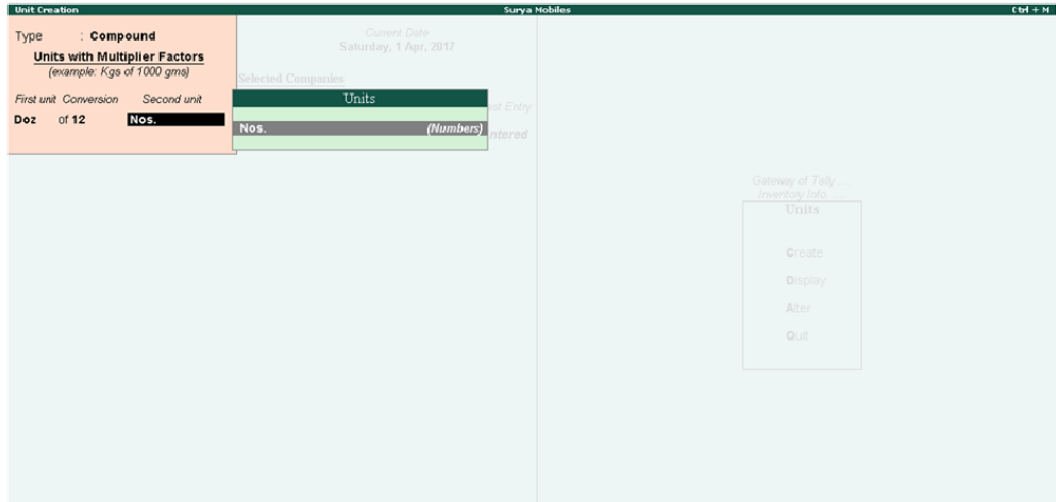 Unit Creation Surya Mobiles Ctrl + M
Type : Compound
Units with Multiplier Factors
(example: Kgs of 1000 gms)
First unit Conversion Second unit
Doz of 12 Nos.
Current Date
Saturday, 1 Apr, 2017
Selected Companies
Units
Nos. (Numbers)
Entry
ntered
Gateway of Tally ....
Inventory Info. ....
Units
Create
Display
Alter
Quit